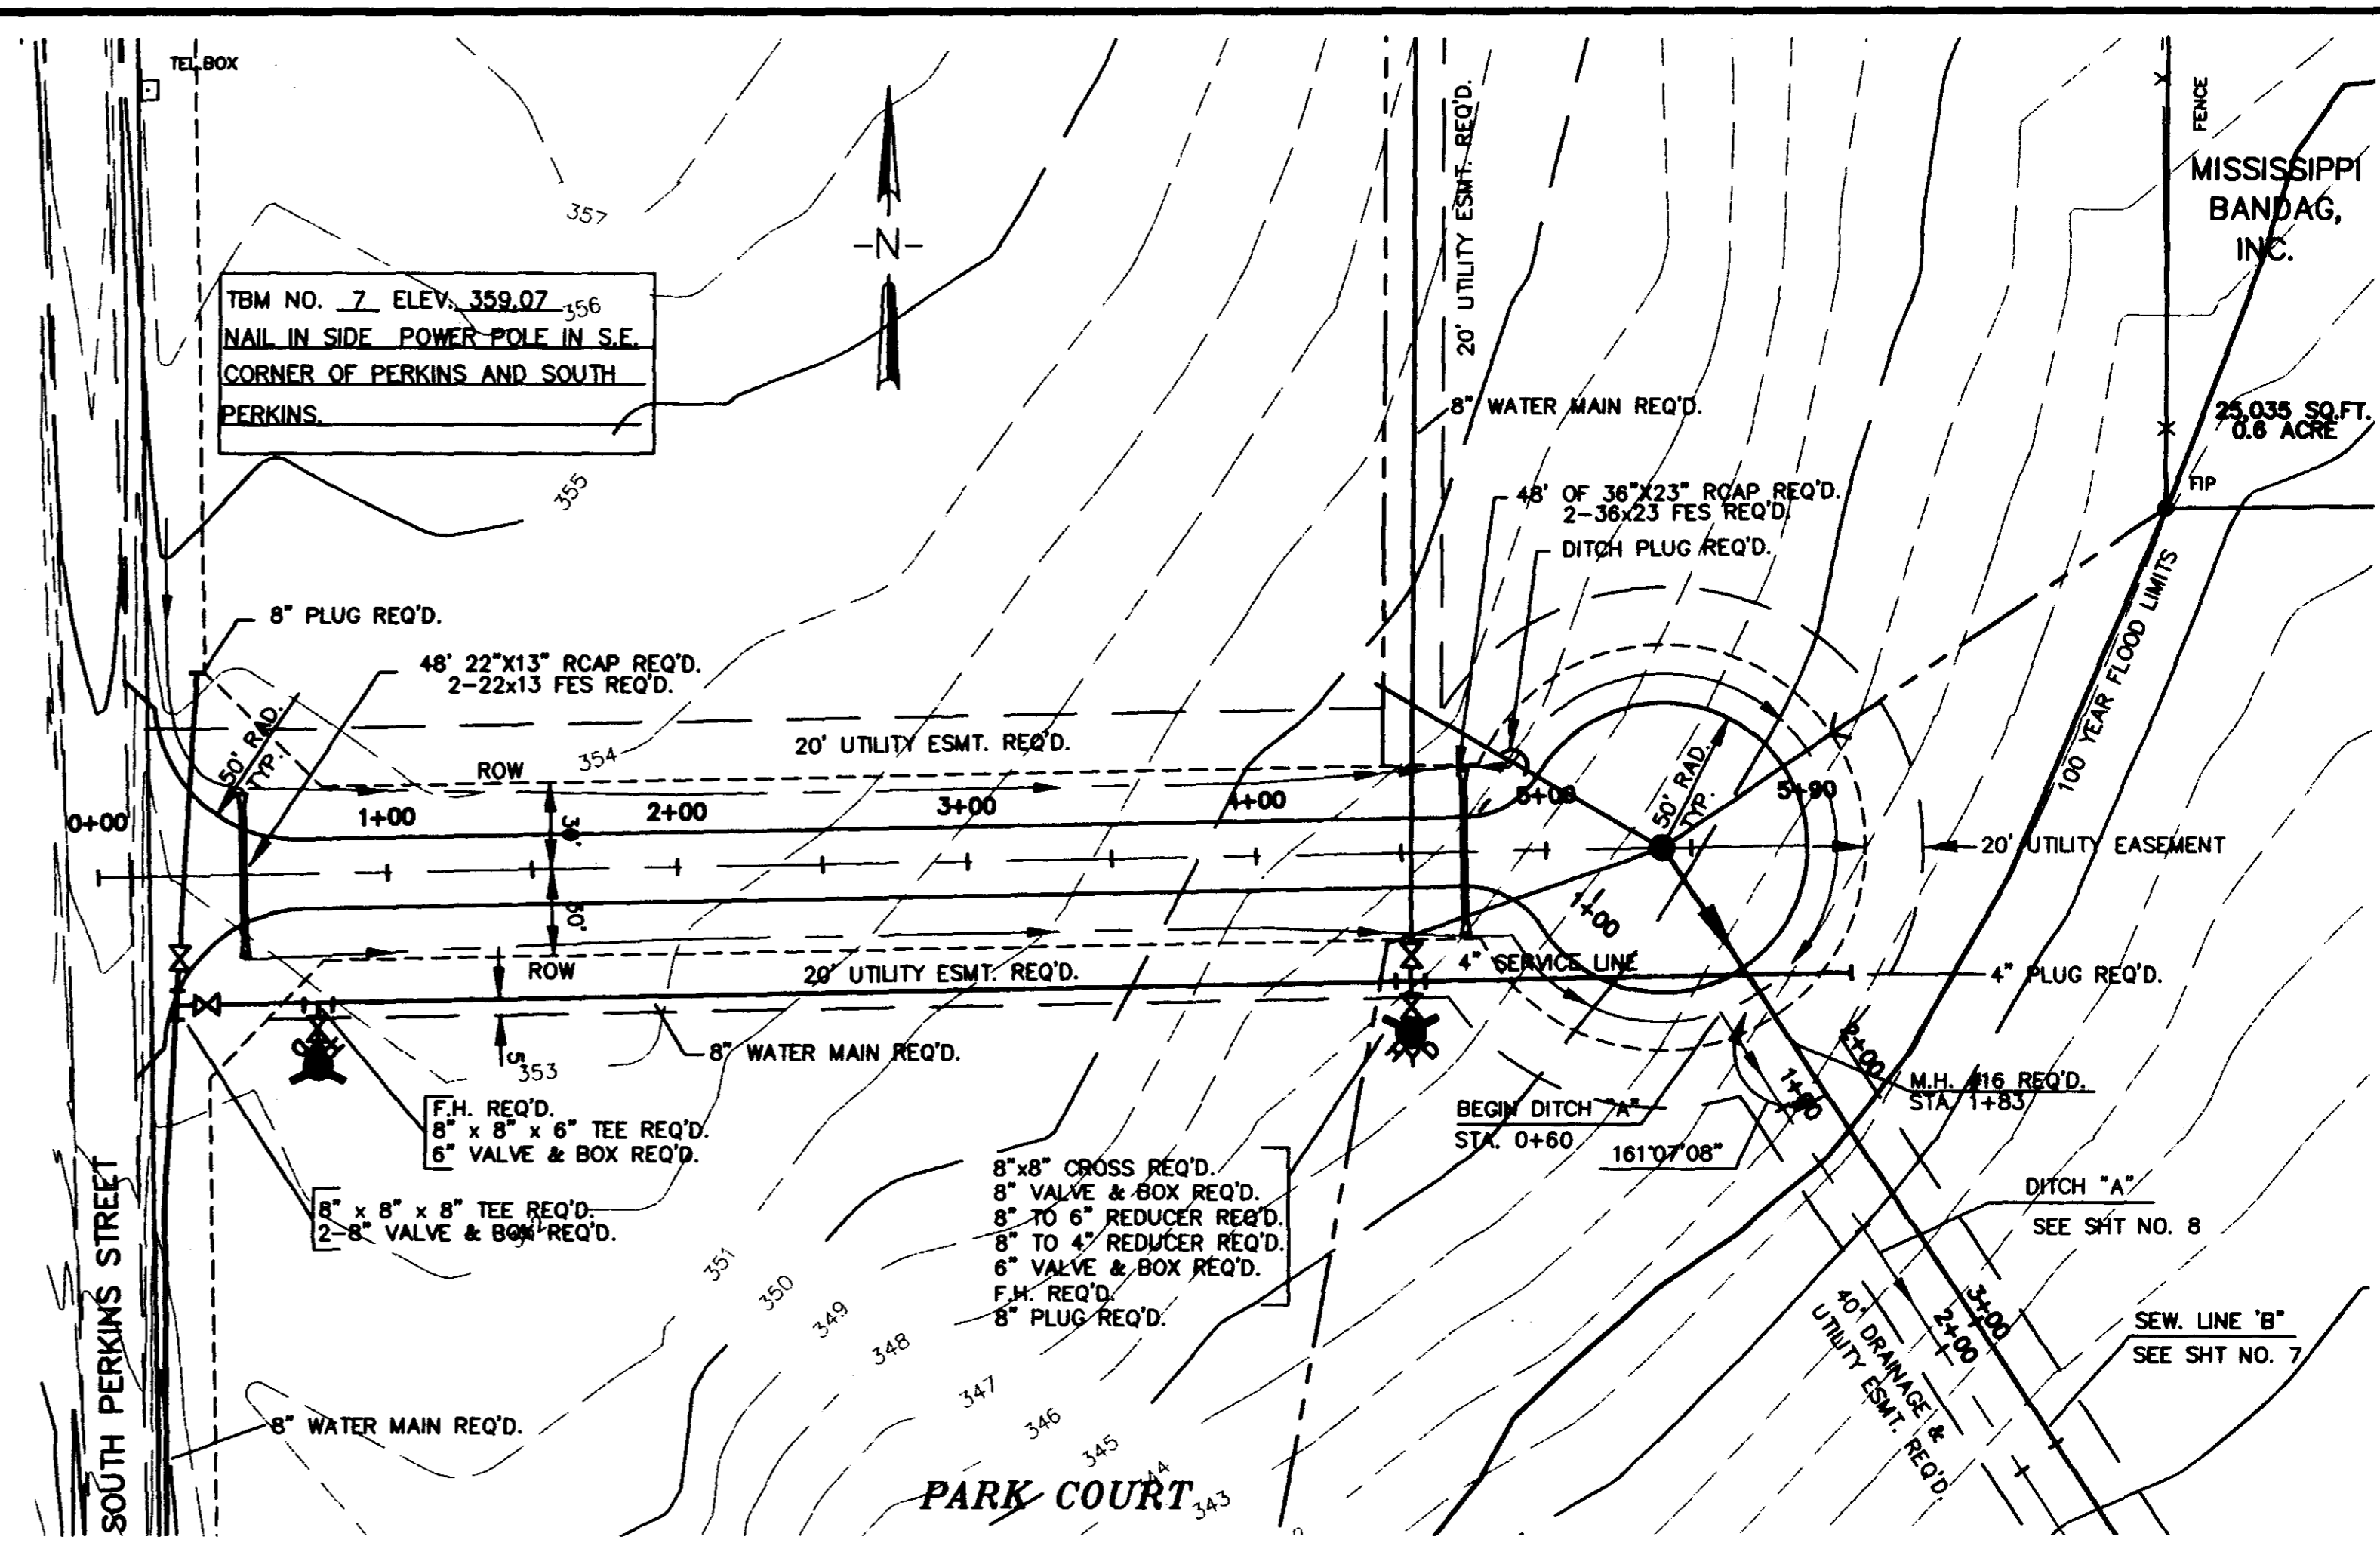 TEL.BOX
FENCE
MISSISSIPPI
BANDAG,
INC.
-N-
357
20' UTILITY ESMT. REQ'D.
TBM NO. 7 ELEV. 359.07
NAIL IN SIDE POWER POLE IN S.E.
CORNER OF PERKINS AND SOUTH
PERKINS.
356
355
8" WATER MAIN REQ'D.
25,035 SQ.FT.
0.6 ACRE
FIP
48' OF 36"X23" RCAP REQ'D.
2-36x23 FES REQ'D.
DITCH PLUG REQ'D.
8" PLUG REQ'D.
48' 22"X13" RCAP REQ'D.
2-22x13 FES REQ'D.
100 YEAR FLOOD LIMITS
50' RAD.
TYP.
20' UTILITY ESMT. REQ'D.
354
ROW
50' RAD.
TYP.
0+00
1+00
2+00
3+00
4+00
5+00
5+90
30'
30'
20' UTILITY EASEMENT
1+00
ROW
20' UTILITY ESMT. REQ'D.
4" SERVICE LINE
4" PLUG REQ'D.
5'
353
8" WATER MAIN REQ'D.
2+00
1+00
M.H. #16 REQ'D.
STA. 1+83
F.H. REQ'D.
8" x 8" x 6" TEE REQ'D.
6" VALVE & BOX REQ'D.
BEGIN DITCH "A"
STA. 0+60
161°07'08"
8" x 8" x 8" TEE REQ'D.
2-8" VALVE & BOX REQ'D.
8"x8" CROSS REQ'D.
8" VALVE & BOX REQ'D.
8" TO 6" REDUCER REQ'D.
8" TO 4" REDUCER REQ'D.
6" VALVE & BOX REQ'D.
F.H. REQ'D.
8" PLUG REQ'D.
DITCH "A"
SEE SHT NO. 8
351
350
349
348
347
346
345
344
343
3+00
2+00
40' DRAINAGE &
UTILITY ESMT. REQ'D.
SEW. LINE 'B"
SEE SHT NO. 7
SOUTH PERKINS STREET
8" WATER MAIN REQ'D.
PARK COURT